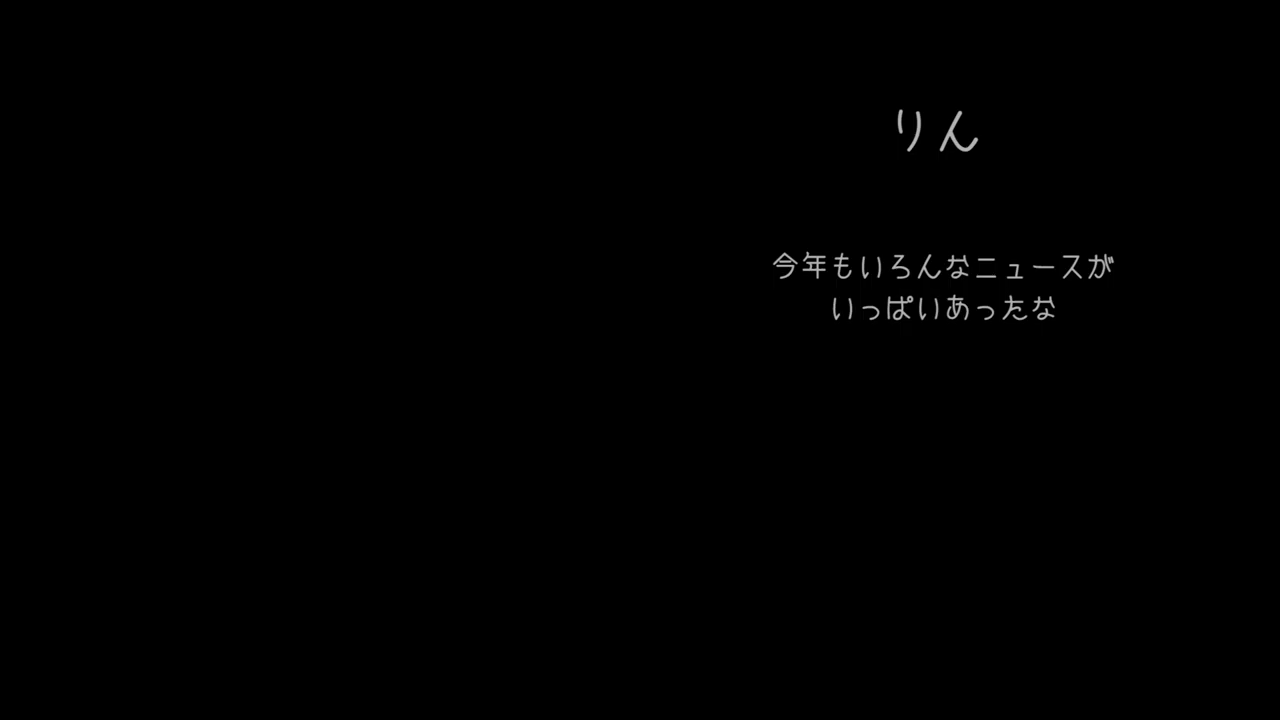 りん
今年もいろんなニュースが
いっぱいあったな